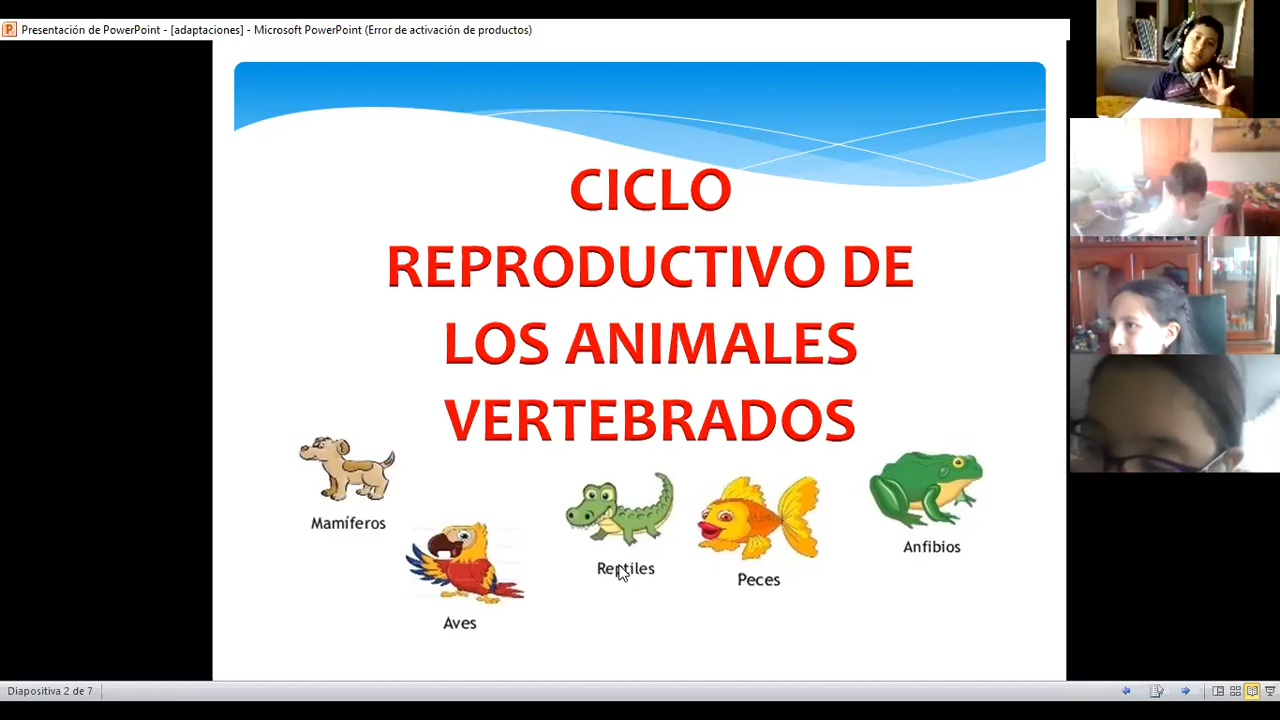 Presentación de PowerPoint - [adaptaciones] - Microsoft PowerPoint (Error de activación de productos)
CICLO
REPRODUCTIVO DE
LOS ANIMALES
VERTEBRADOS
Mamíferos
Aves
Reptiles
Peces
Anfibios
Diapositiva 2 de 7